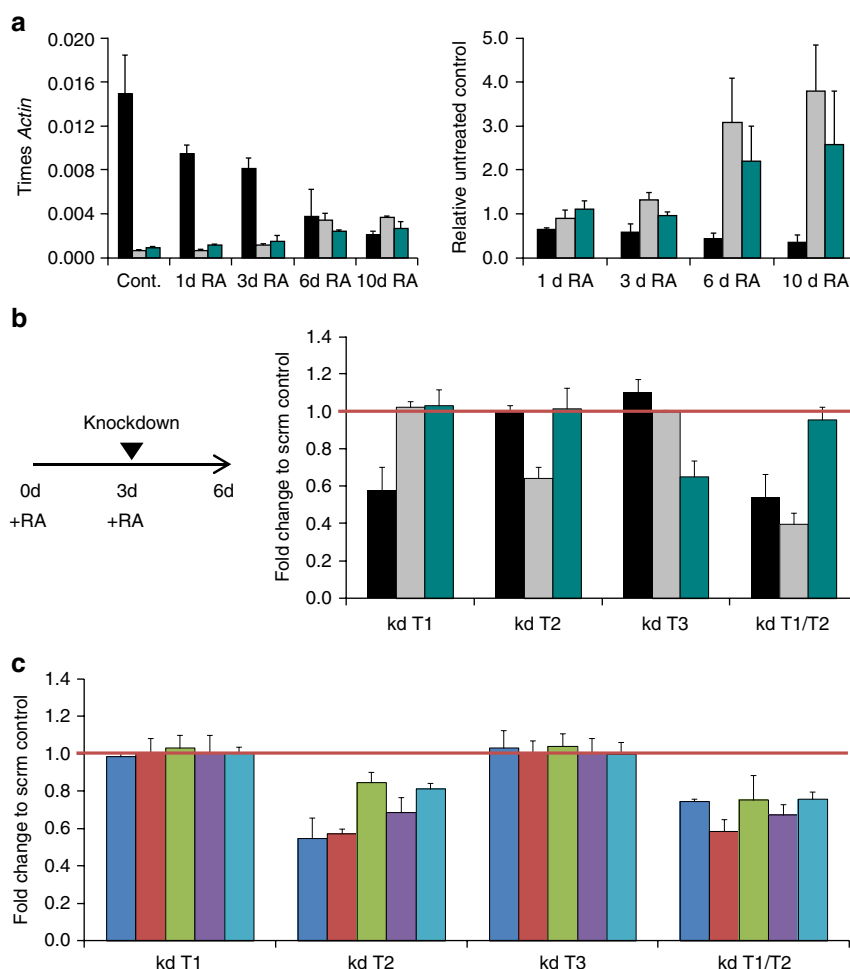 a
Times Actin
0.020
0.016
0.012
0.008
0.004
0.000
Cont.
1d RA
3d RA
6d RA
10d RA
Relative untreated control
5.0
4.0
3.0
2.0
1.0
0.0
1 d RA
3 d RA
6 d RA
10 d RA
b
Knockdown
0d
3d
6d
+RA
+RA
Fold change to scrm control
1.4
1.2
1.0
0.8
0.6
0.4
0.2
0.0
kd T1
kd T2
kd T3
kd T1/T2
c
Fold change to scrm control
1.4
1.2
1.0
0.8
0.6
0.4
0.2
0.0
kd T1
kd T2
kd T3
kd T1/T2